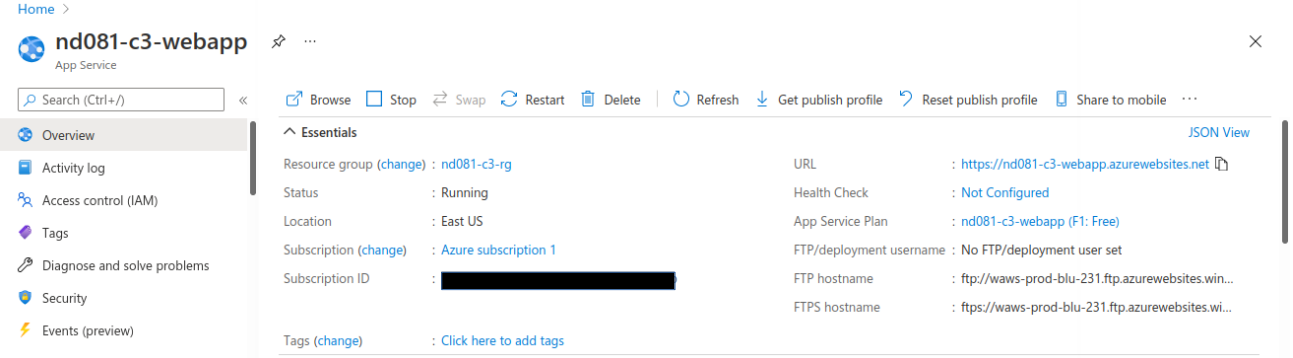 Home >
nd081-c3-webapp ...
App Service
Search (Ctrl+/) «
Browse Stop Swap Restart Delete Refresh Get publish profile Reset publish profile Share to mobile ...
Overview
Activity log
Access control (IAM)
Tags
Diagnose and solve problems
Security
Events (preview)
Essentials JSON View
Resource group (change) : nd081-c3-rg
Status : Running
Location : East US
Subscription (change) : Azure subscription 1
Subscription ID :
Tags (change) : Click here to add tags
URL : https://nd081-c3-webapp.azurewebsites.net
Health Check : Not Configured
App Service Plan : nd081-c3-webapp (F1: Free)
FTP/deployment username : No FTP/deployment user set
FTP hostname : ftp://waws-prod-blu-231.ftp.azurewebsites.win...
FTPS hostname : ftps://waws-prod-blu-231.ftp.azurewebsites.wi...